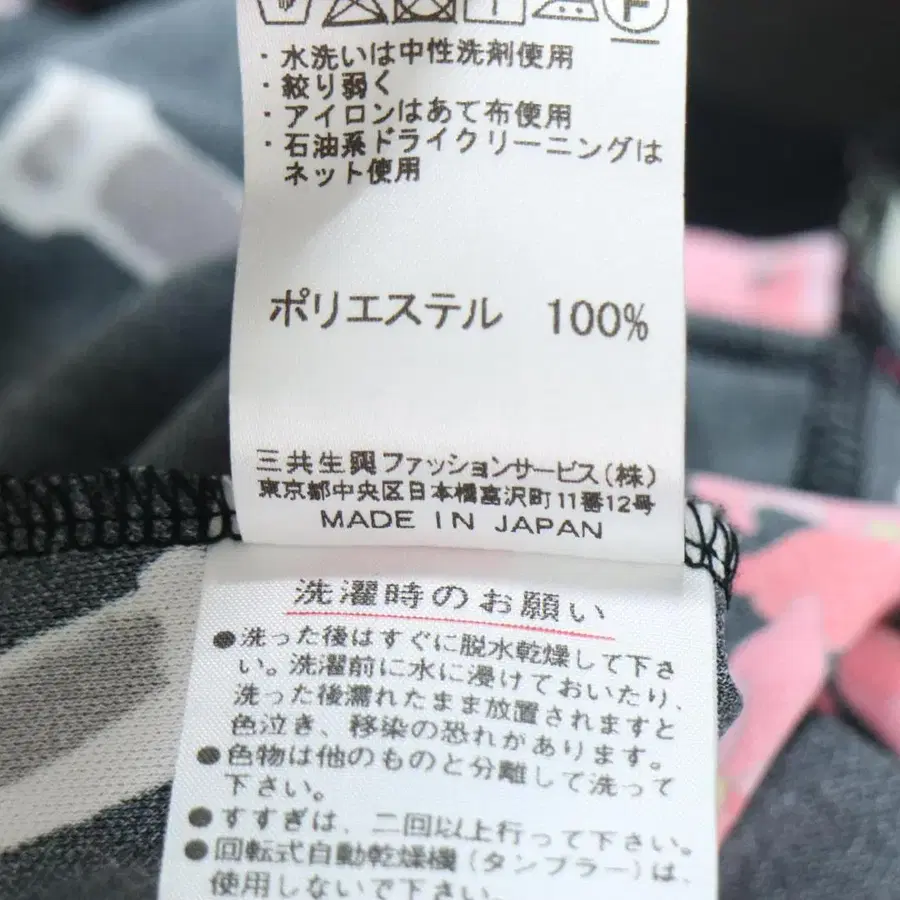 F
・水洗いは中性洗剤使用
・絞り弱く
・アイロンはあて布使用
・石油系ドライクリーニングは
ネット使用
ポリエステル 100%
三共生興ファッションサービス(株)
東京都中央区日本橋富沢町11番12号
MADE IN JAPAN
洗濯時のお願い
●洗った後はすぐに脱水乾燥して下さ
い。洗濯前に水に浸けておいたり、
洗った後濡れたまま放置されますと
色泣き、移染の恐れがあります。
●色物は他のものと分離して洗って
下さい。
●すすぎは、二回以上行って下さい。
●回転式自動乾燥機(タンブラー)は、
使用しないで下さい。